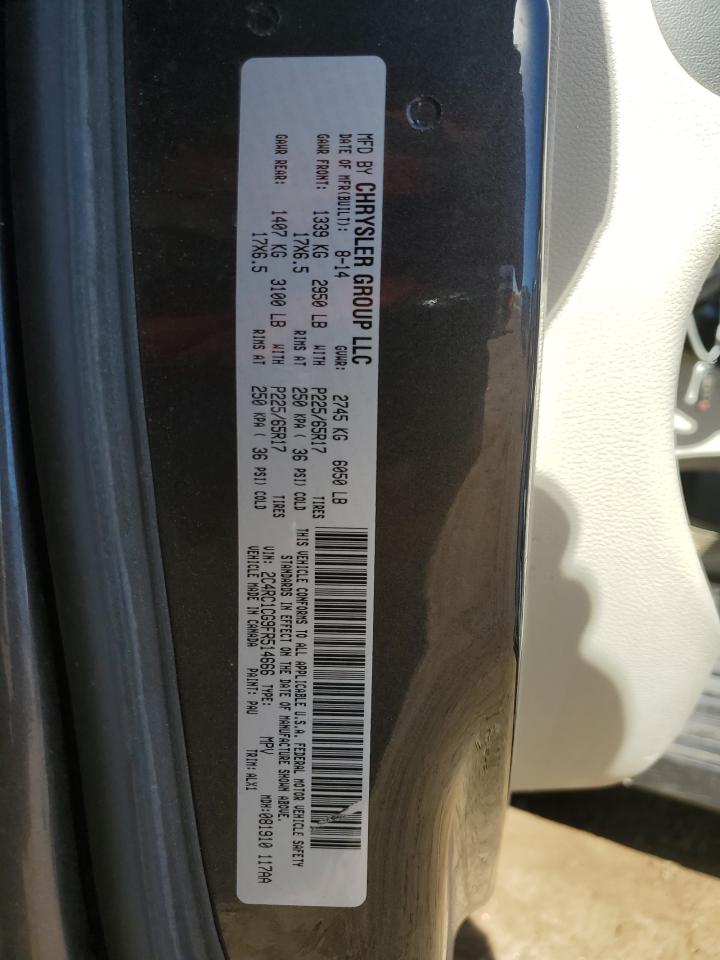 MFD BY CHRYSLER GROUP LLC
DATE OF MFR(BUILT): 8-14 GVWR: 2745 KG 6050 LB
GAWR FRONT: 1339 KG 2950 LB WITH P225/65R17 TIRES
17X6.5 RIMS AT 250 KPA ( 36 PSI) COLD
GAWR REAR: 1407 KG 3100 LB WITH P225/65R17 TIRES
17X6.5 RIMS AT 250 KPA ( 36 PSI) COLD
THIS VEHICLE CONFORMS TO ALL APPLICABLE U.S.A. FEDERAL MOTOR VEHICLE SAFETY
STANDARDS IN EFFECT ON THE DATE OF MANUFACTURE SHOWN ABOVE.
VIN: 2C4RC1CG9FR514666 TYPE: MPV MDH:081910 117AA
VEHICLE MADE IN CANADA PAINT: PAU TRIM:ALX1